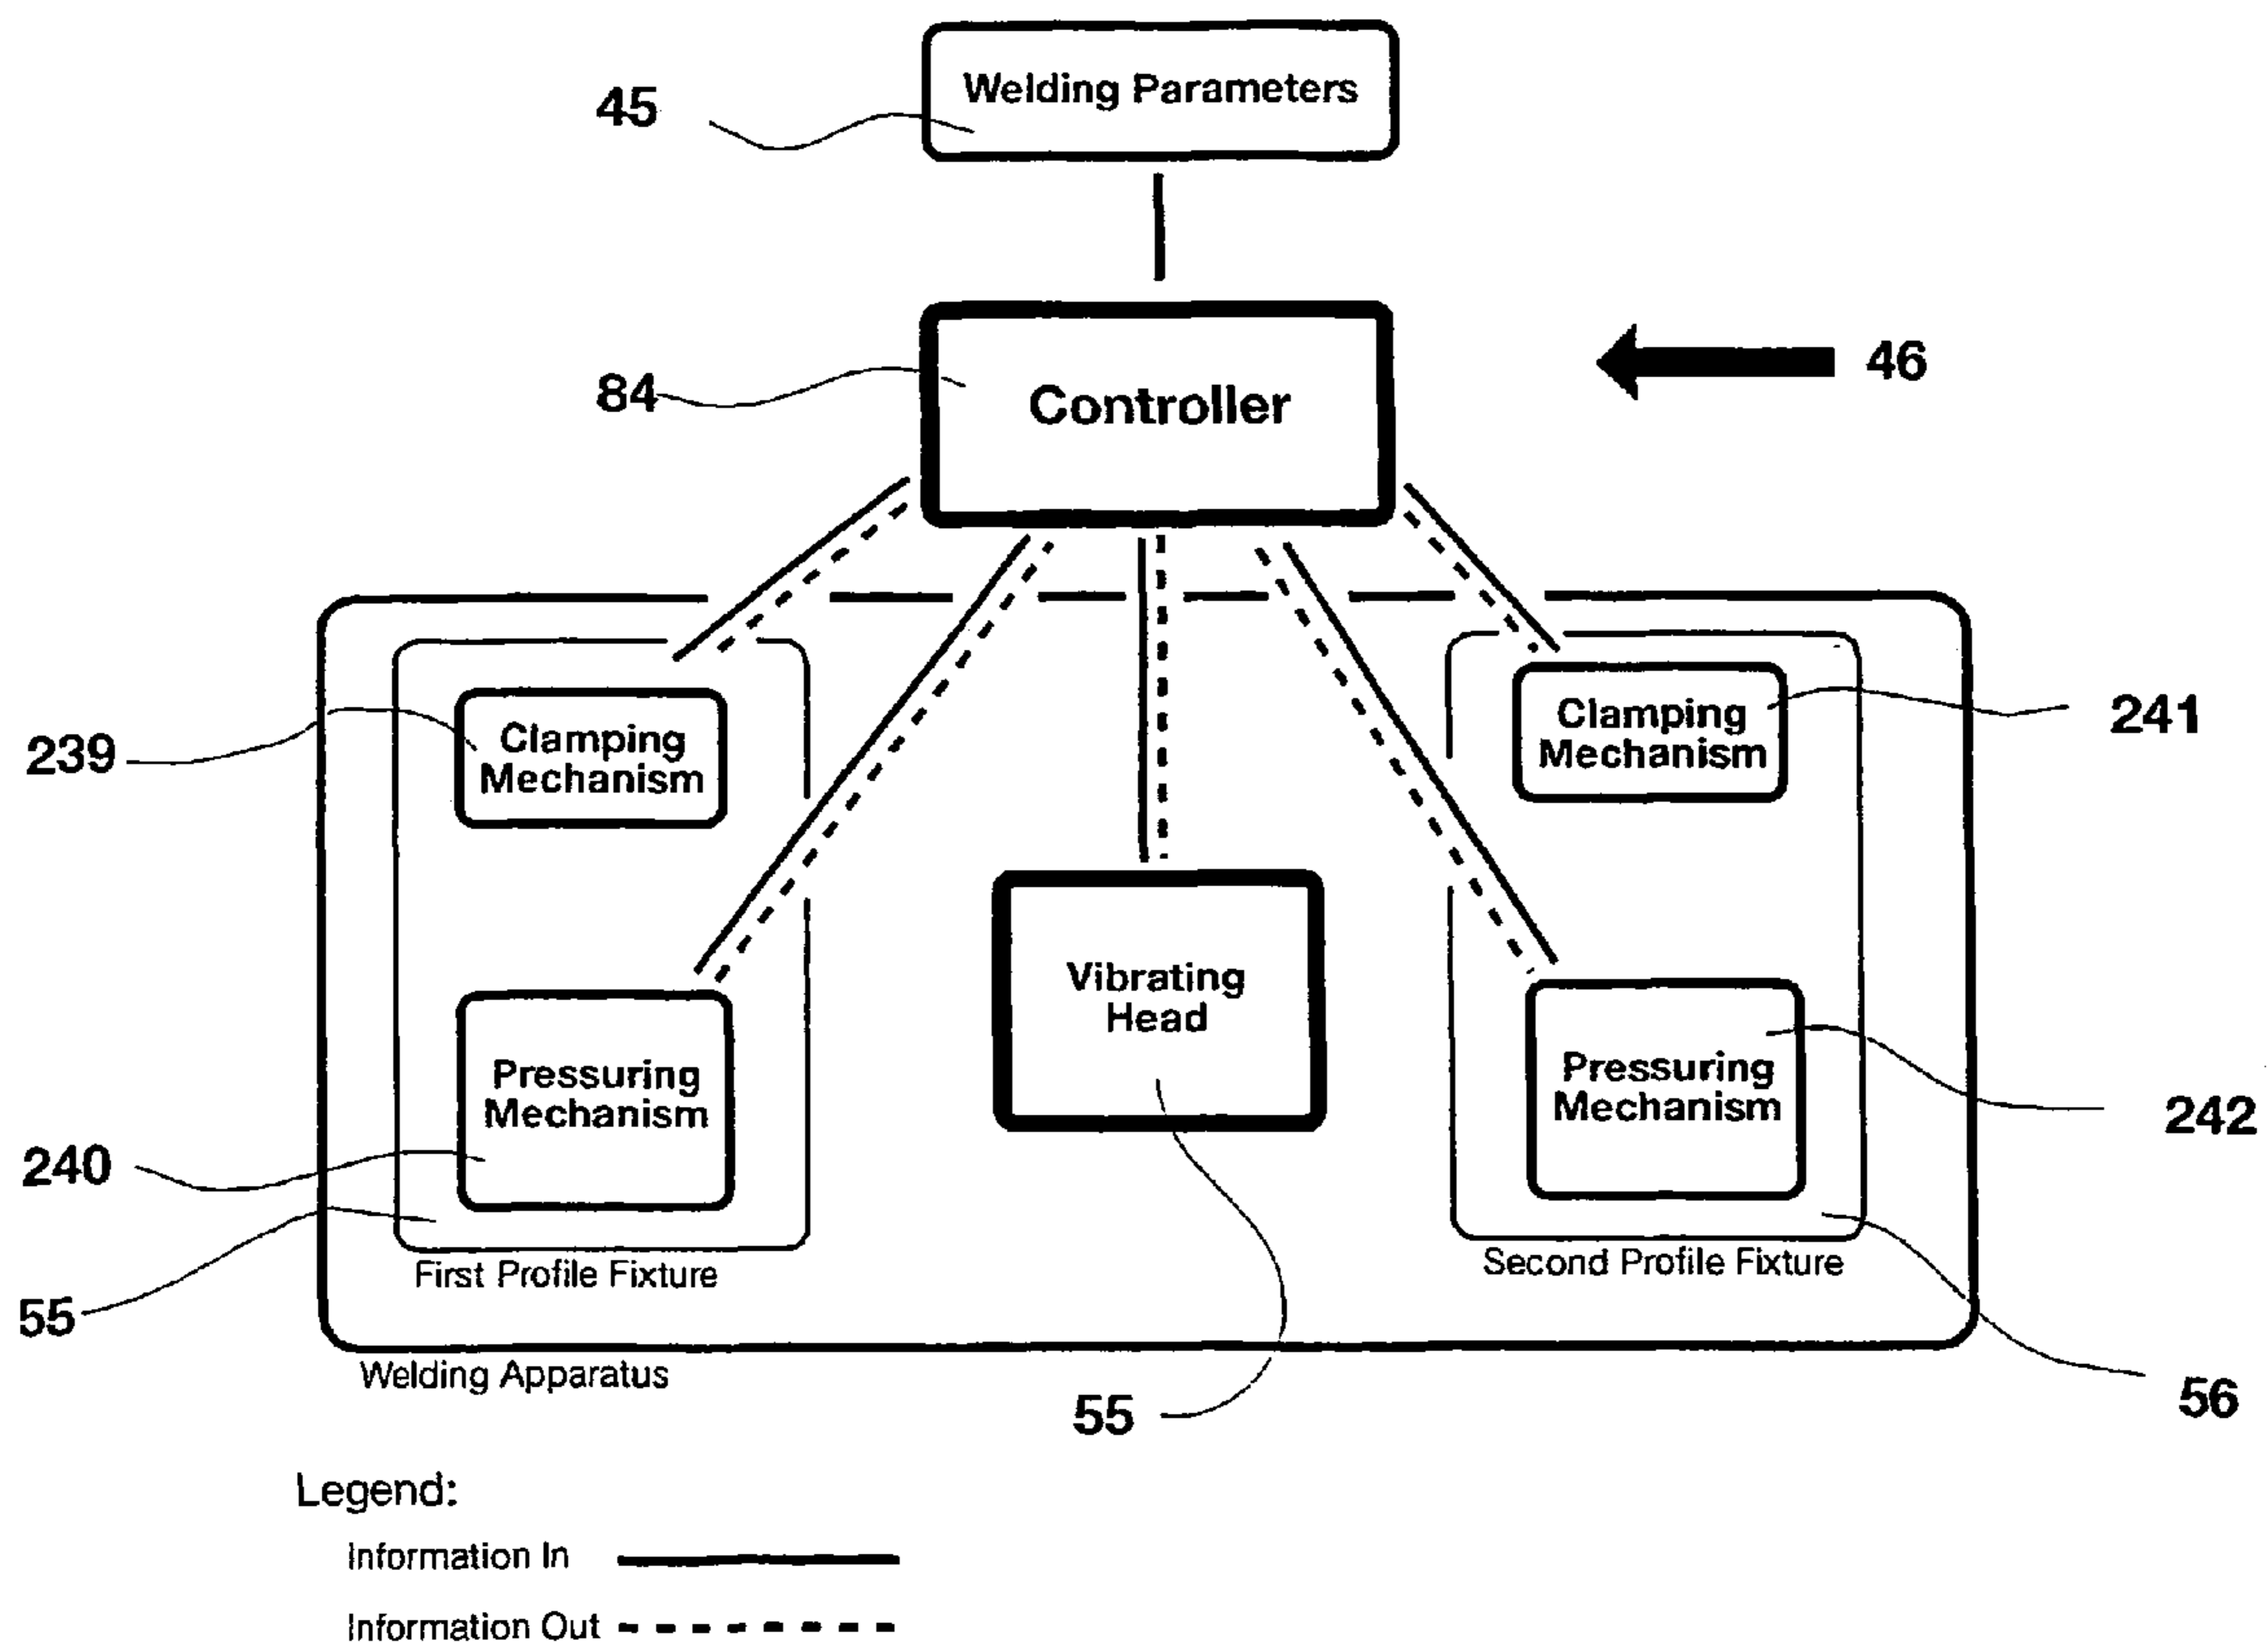 Welding Parameters
45
Controller
84
46
Clamping
Mechanism
239
Clamping
Mechanism
241
Vibrating
Head
Pressuring
Mechanism
240
Pressuring
Mechanism
242
55
First Profile Fixture
Second Profile Fixture
Welding Apparatus
55
56
Legend:
Information In
Information Out